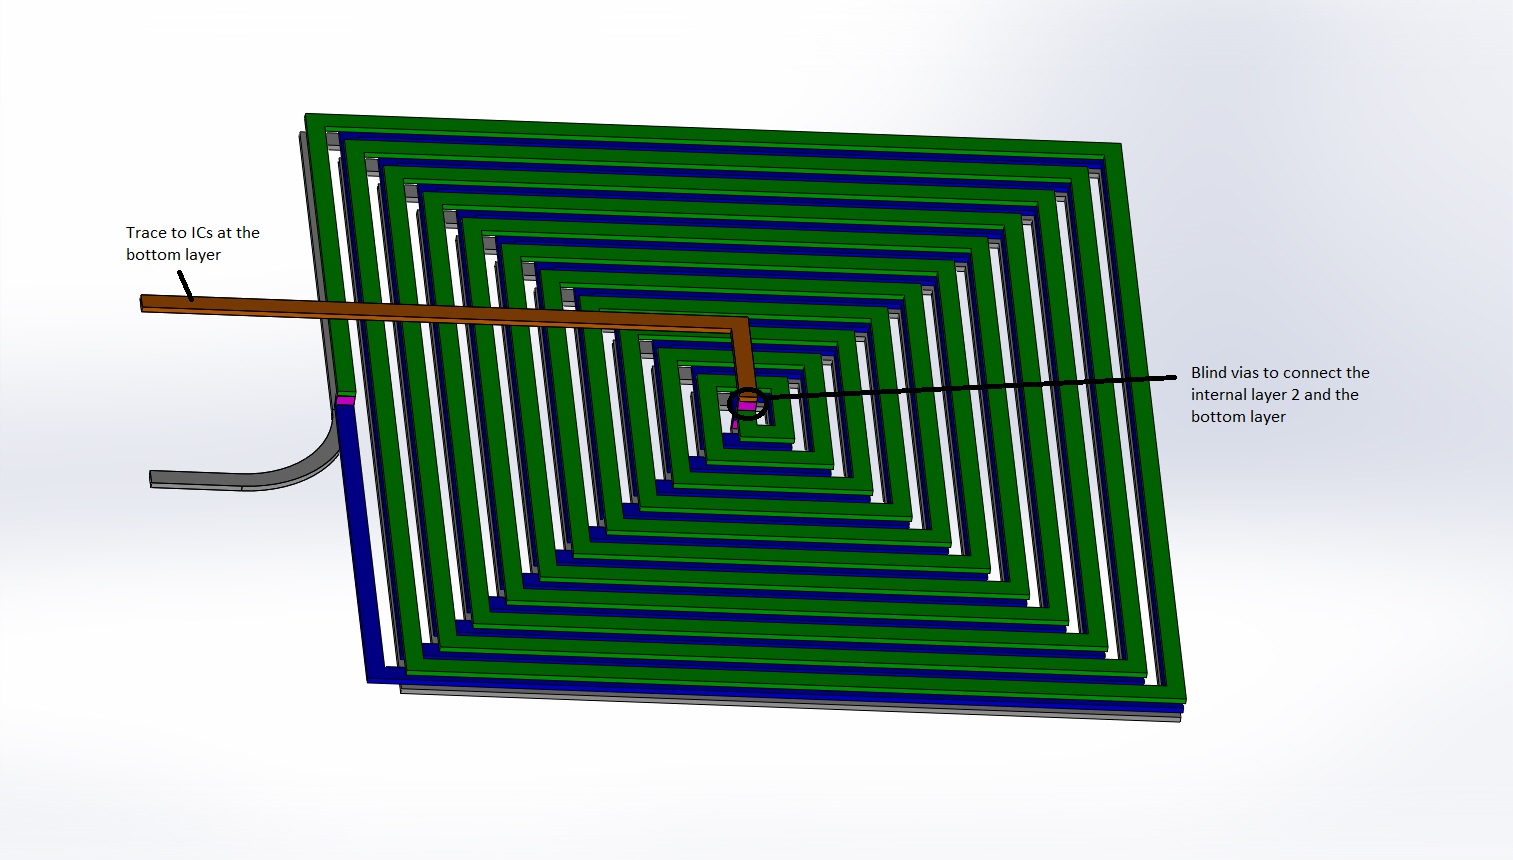 Trace to ICs at the
bottom layer
Blind vias to connect the
internal layer 2 and the
bottom layer